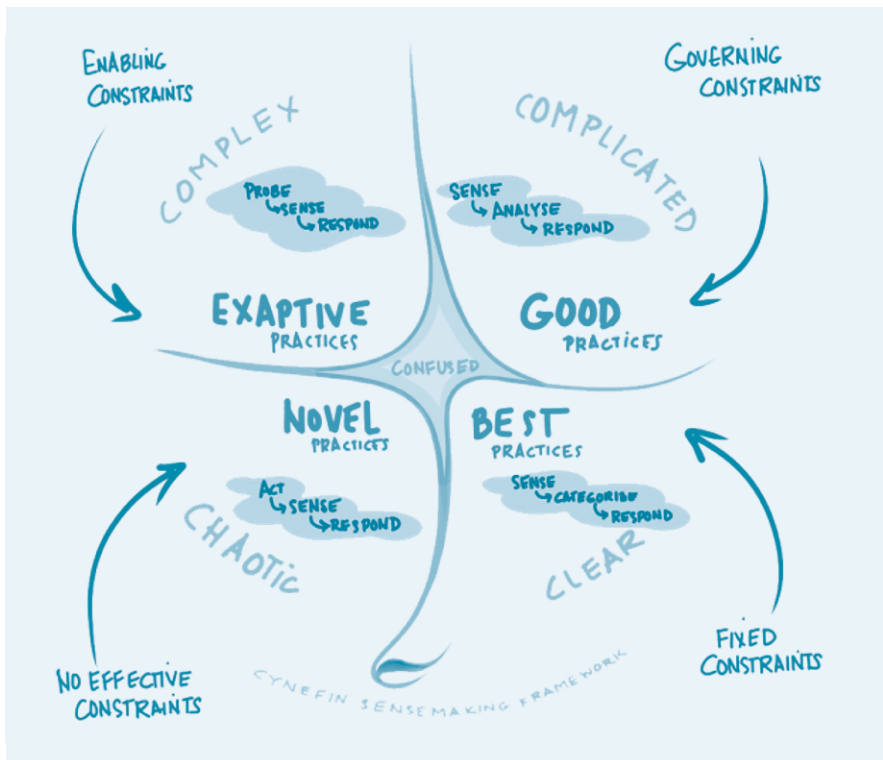 ENABLING
CONSTRAINTS
GOVERNING
CONSTRAINTS
COMPLEX
COMPLICATED
PROBE
SENSE
RESPOND
SENSE
ANALYSE
RESPOND
EXAPTIVE
PRACTICES
GOOD
PRACTICES
CONFUSED
NOVEL
PRACTICES
BEST
PRACTICES
ACT
SENSE
RESPOND
SENSE
CATEGORISE
RESPOND
CHAOTIC
CLEAR
NO EFFECTIVE
CONSTRAINTS
FIXED
CONSTRAINTS
CYNEFIN SENSEMAKING FRAMEWORK